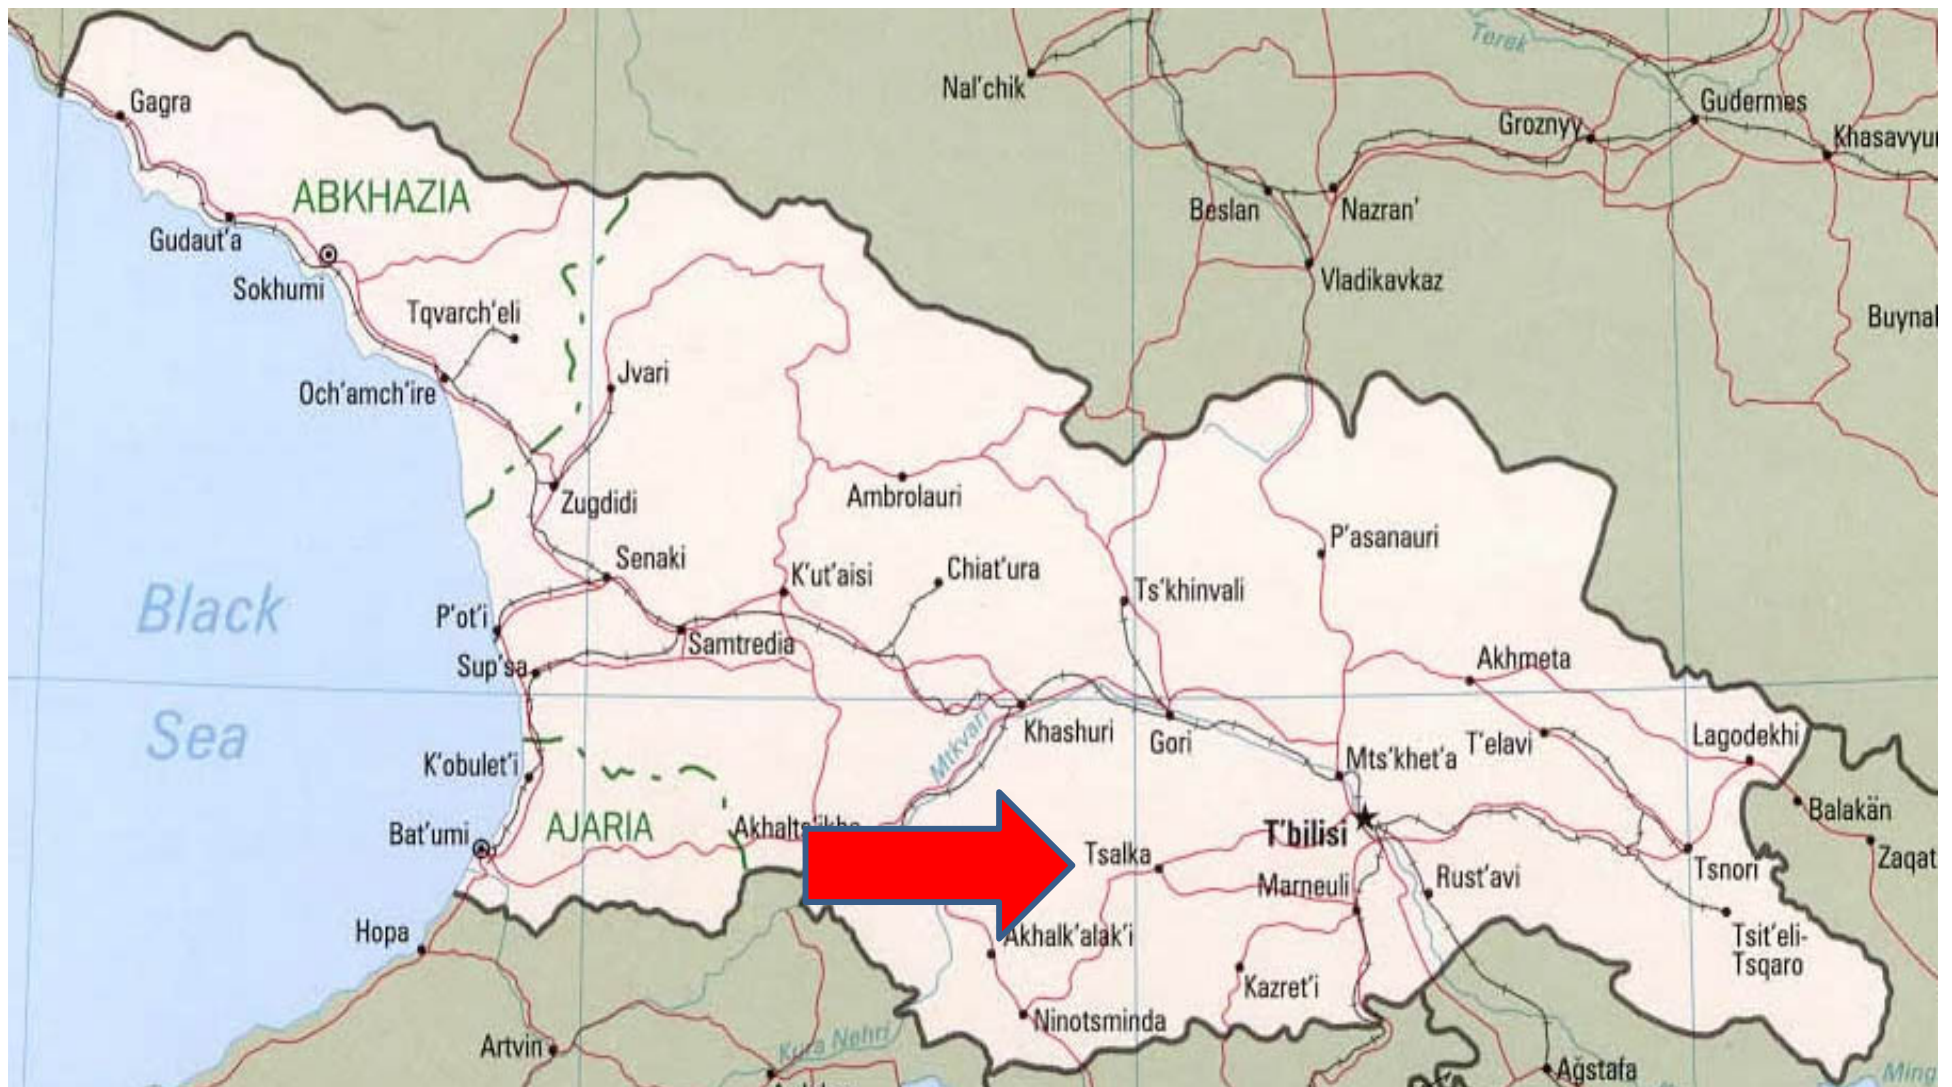 Terek
Nal'chik
Gagra
Gudermes
Groznyy
ABKHAZIA
Beslan
Nazran'
Gudaut'a
Sokhumi
Vladikavkaz
Tqvarch'eli
Jvari
Och'amch'ire
Ambrolauri
Zugdidi
P'asanauri
Senaki
K'ut'aisi
Chiat'ura
Ts'khinvali
Black
P'ot'i
Samtredia
Sup'sa
Akhmeta
Sea
Mtkvari
Khashuri
Gori
T'elavi
Lagodekhi
K'obulet'i
Mts'khet'a
Balakän
AJARIA
Bat'umi
T'bilisi
Tsalka
Marneuli
Rust'avi
Tsnori
Hopa
Akhalk'alak'i
Tsit'eli-
Tsqaro
Kazret'i
Ninotsminda
Artvin
Kura Nehri
Ağstafa